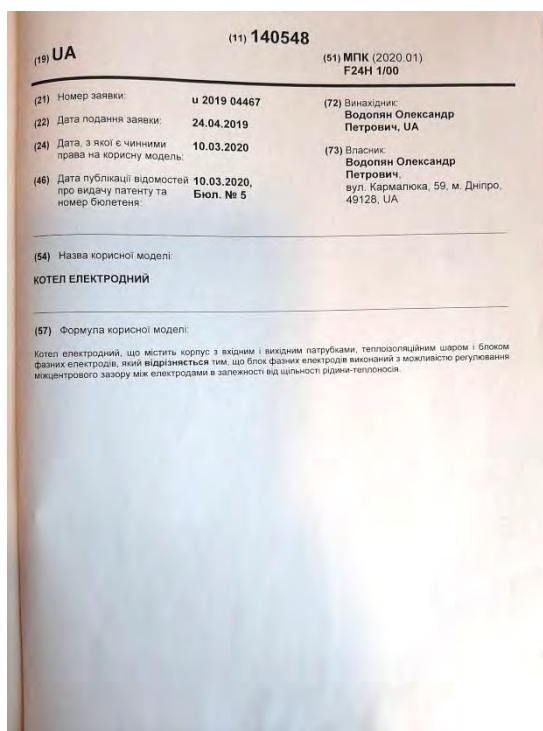 (11) 140548
(19) UA
(51) МПК (2020.01)
F24H 1/00
(21) Номер заявки: u 2019 04467
(22) Дата подання заявки: 24.04.2019
(24) Дата, з якої є чинними 10.03.2020
права на корисну модель:
(46) Дата публікації відомостей 10.03.2020,
про видачу патенту та Бюл. № 5
номер бюлетеня:
(72) Винахідник:
Водопян Олександр
Петрович, UA
(73) Власник:
Водопян Олександр
Петрович,
вул. Кармалюка, 59, м. Дніпро,
49128, UA
(54) Назва корисної моделі:
КОТЕЛ ЕЛЕКТРОДНИЙ
(57) Формула корисної моделі:
Котел електродний, що містить корпус з вхідним і вихідним патрубками, теплоізоляційним шаром і блоком
фазних електродів, який відрізняється тим, що блок фазних електродів виконаний з можливістю регулювання
міжцентрового зазору між електродами в залежності від щільності рідини-теплоносія.